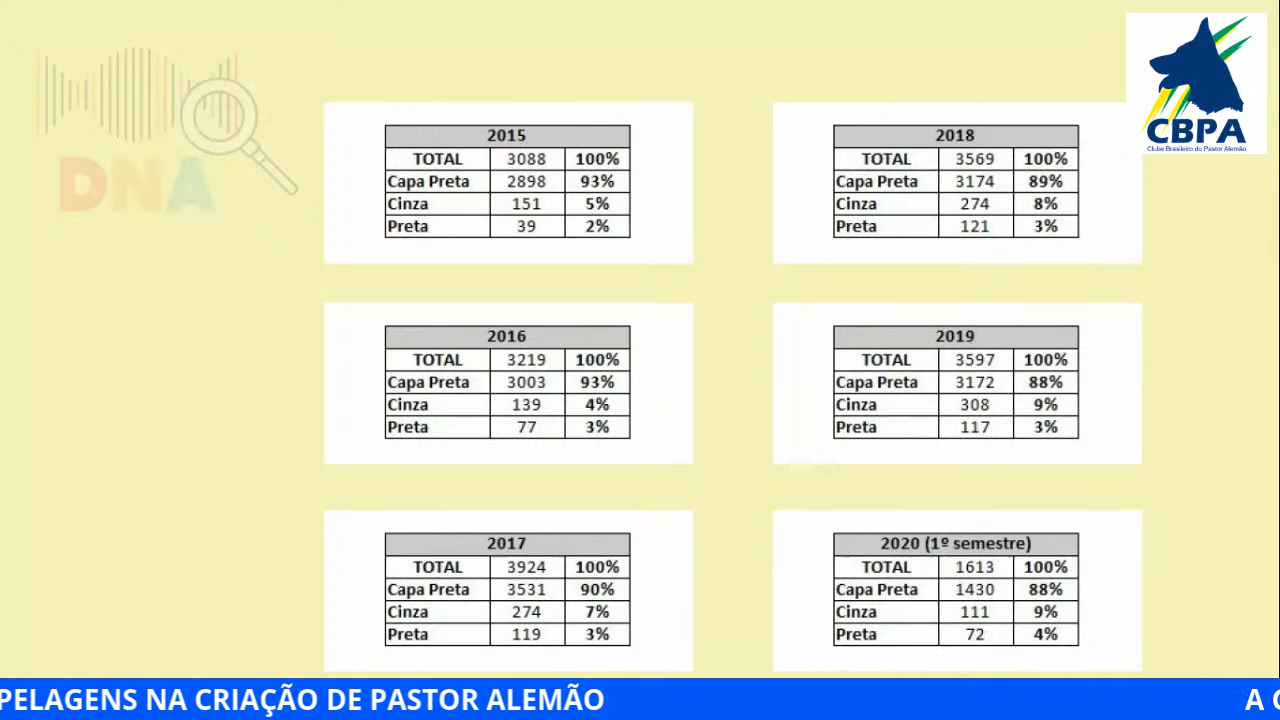 DNA
CBPA
Clube Brasileiro do Pastor Alemão
2015
TOTAL 3088 100%
Capa Preta 2898 93%
Cinza 151 5%
Preta 39 2%
2016
TOTAL 3219 100%
Capa Preta 3003 93%
Cinza 139 4%
Preta 77 3%
2017
TOTAL 3924 100%
Capa Preta 3531 90%
Cinza 274 7%
Preta 119 3%
2018
TOTAL 3569 100%
Capa Preta 3174 89%
Cinza 274 8%
Preta 121 3%
2019
TOTAL 3597 100%
Capa Preta 3172 88%
Cinza 308 9%
Preta 117 3%
2020 (1º semestre)
TOTAL 1613 100%
Capa Preta 1430 88%
Cinza 111 9%
Preta 72 4%
PELAGENS NA CRIAÇÃO DE PASTOR ALEMÃO A